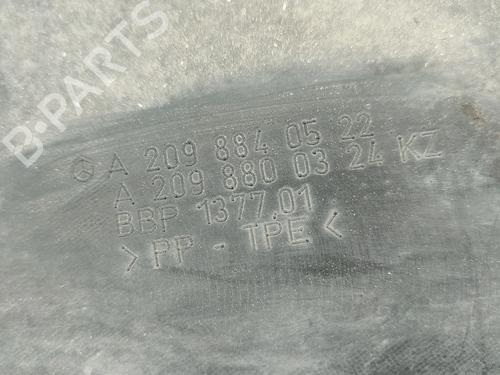 B-PARTS
A 209 884 05 22
A 209 880 03 24 KZ
BBP 1377.01
>PP - TPE<